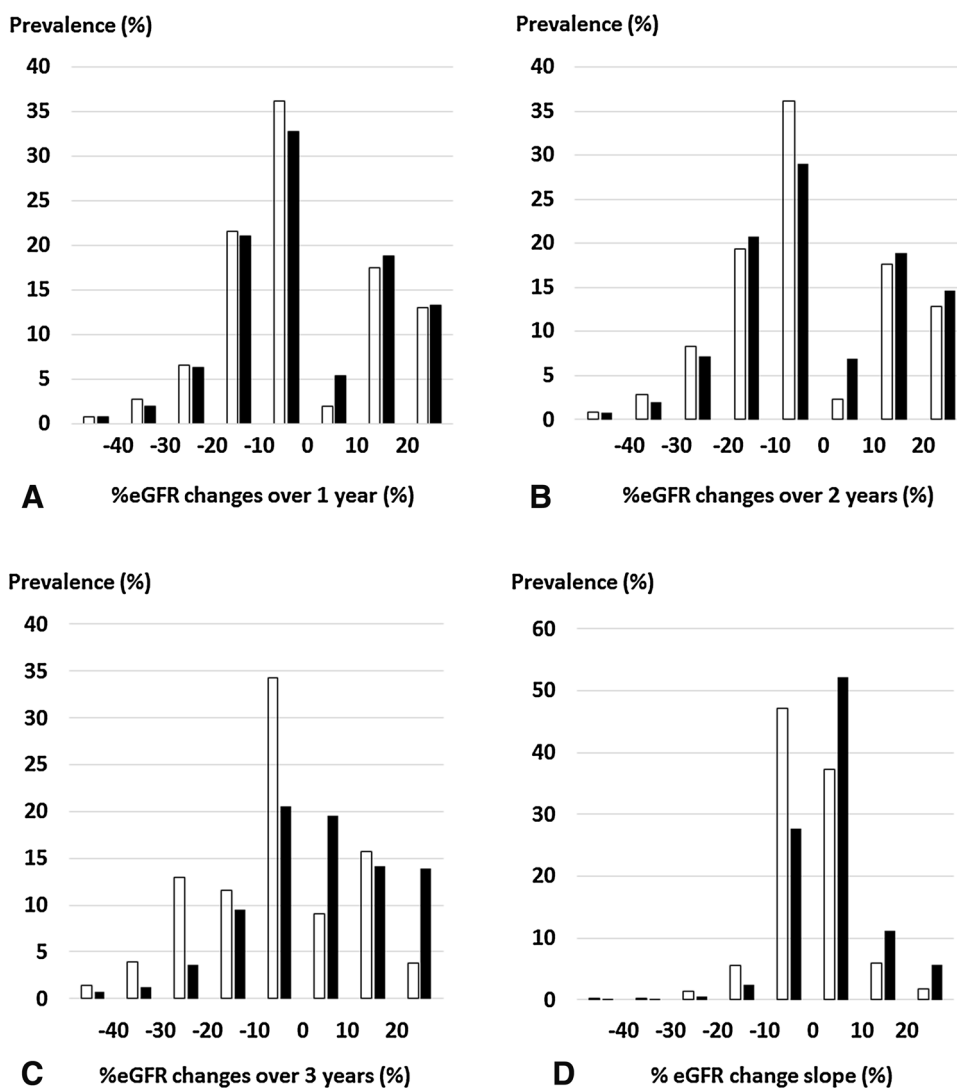 Prevalence (%)
40
35
30
25
20
15
10
5
0
-40 -30 -20 -10 0 10 20
A %eGFR changes over 1 year (%)
Prevalence (%)
40
35
30
25
20
15
10
5
0
-40 -30 -20 -10 0 10 20
B %eGFR changes over 2 years (%)
Prevalence (%)
40
35
30
25
20
15
10
5
0
-40 -30 -20 -10 0 10 20
C %eGFR changes over 3 years (%)
Prevalence (%)
60
50
40
30
20
10
0
-40 -30 -20 -10 0 10 20
D % eGFR change slope (%)